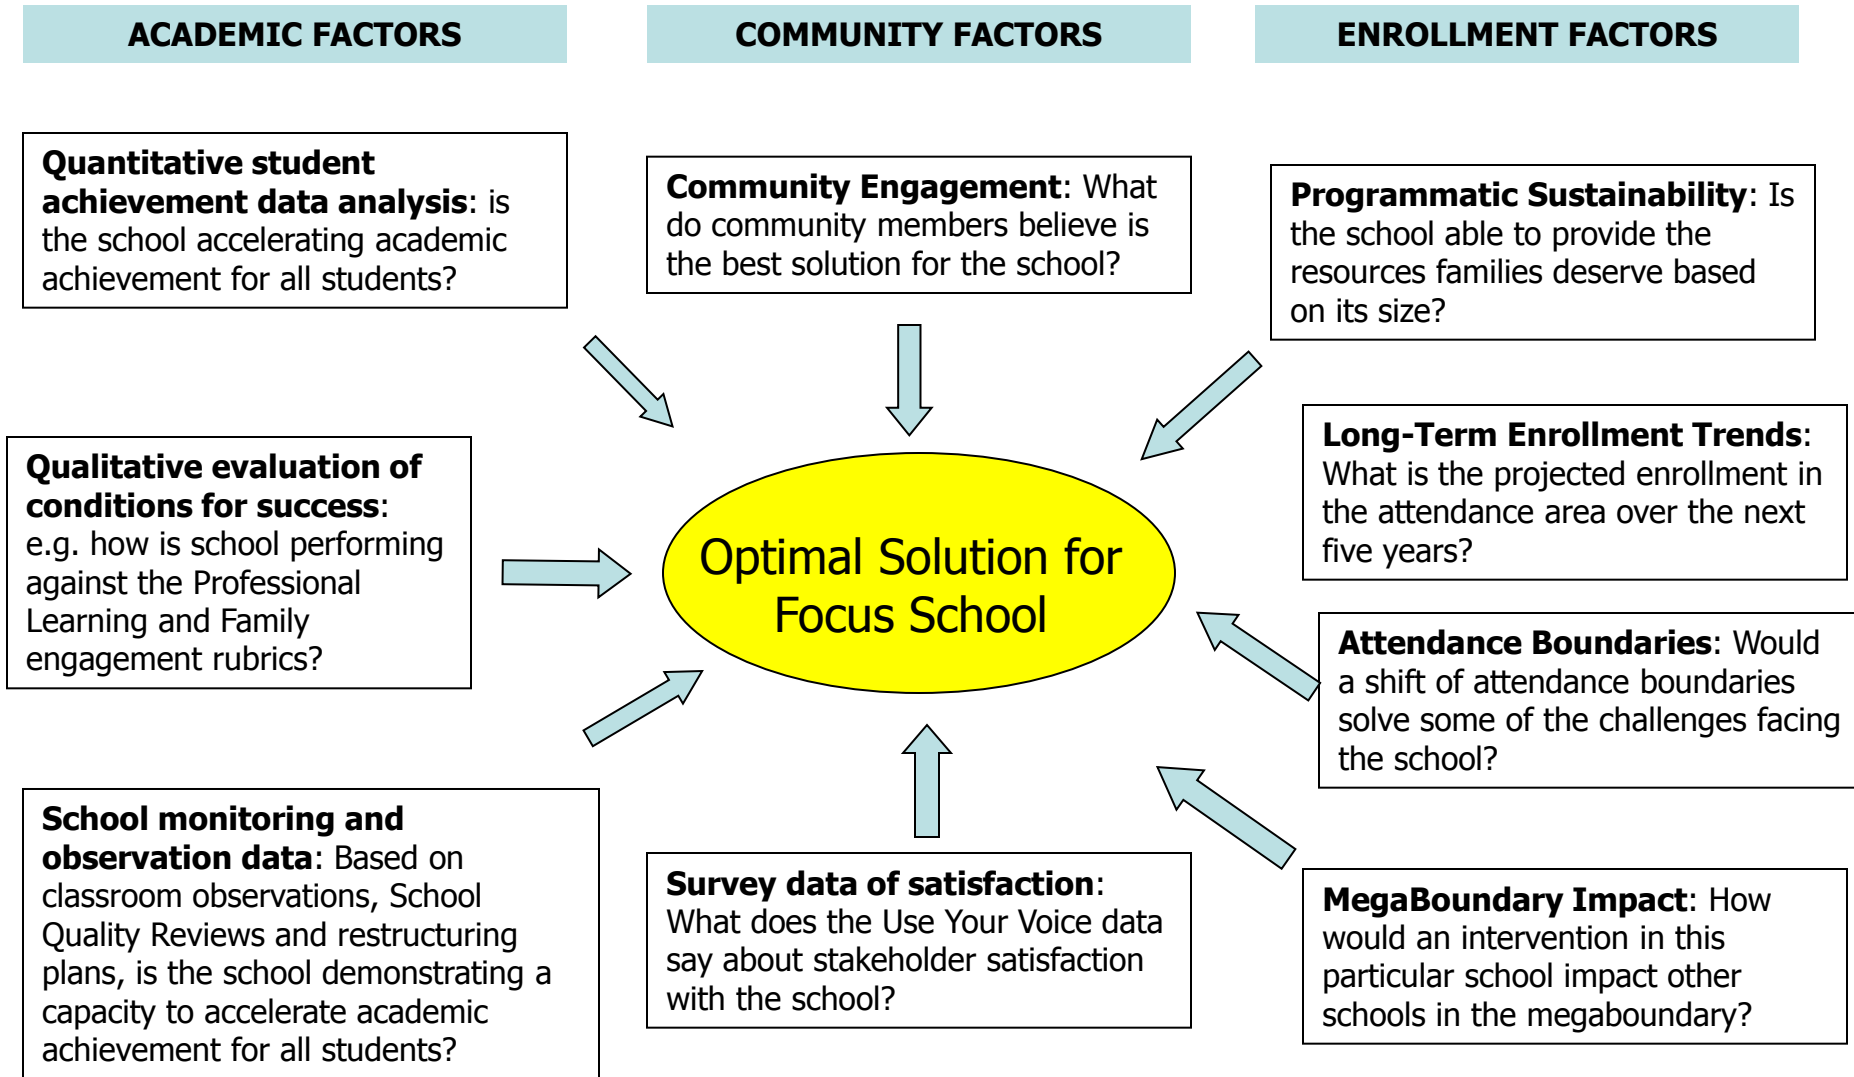 ACADEMIC FACTORS
COMMUNITY FACTORS
ENROLLMENT FACTORS
Quantitative student
achievement data analysis: is
the school accelerating academic
achievement for all students?
Community Engagement: What
do community members believe is
the best solution for the school?
Programmatic Sustainability: Is
the school able to provide the
resources families deserve based
on its size?
Qualitative evaluation of
conditions for success:
e.g. how is school performing
against the Professional
Learning and Family
engagement rubrics?
Optimal Solution for
Focus School
Long-Term Enrollment Trends:
What is the projected enrollment in
the attendance area over the next
five years?
Attendance Boundaries: Would
a shift of attendance boundaries
solve some of the challenges facing
the school?
School monitoring and
observation data: Based on
classroom observations, School
Quality Reviews and restructuring
plans, is the school demonstrating a
capacity to accelerate academic
achievement for all students?
Survey data of satisfaction:
What does the Use Your Voice data
say about stakeholder satisfaction
with the school?
MegaBoundary Impact: How
would an intervention in this
particular school impact other
schools in the megaboundary?